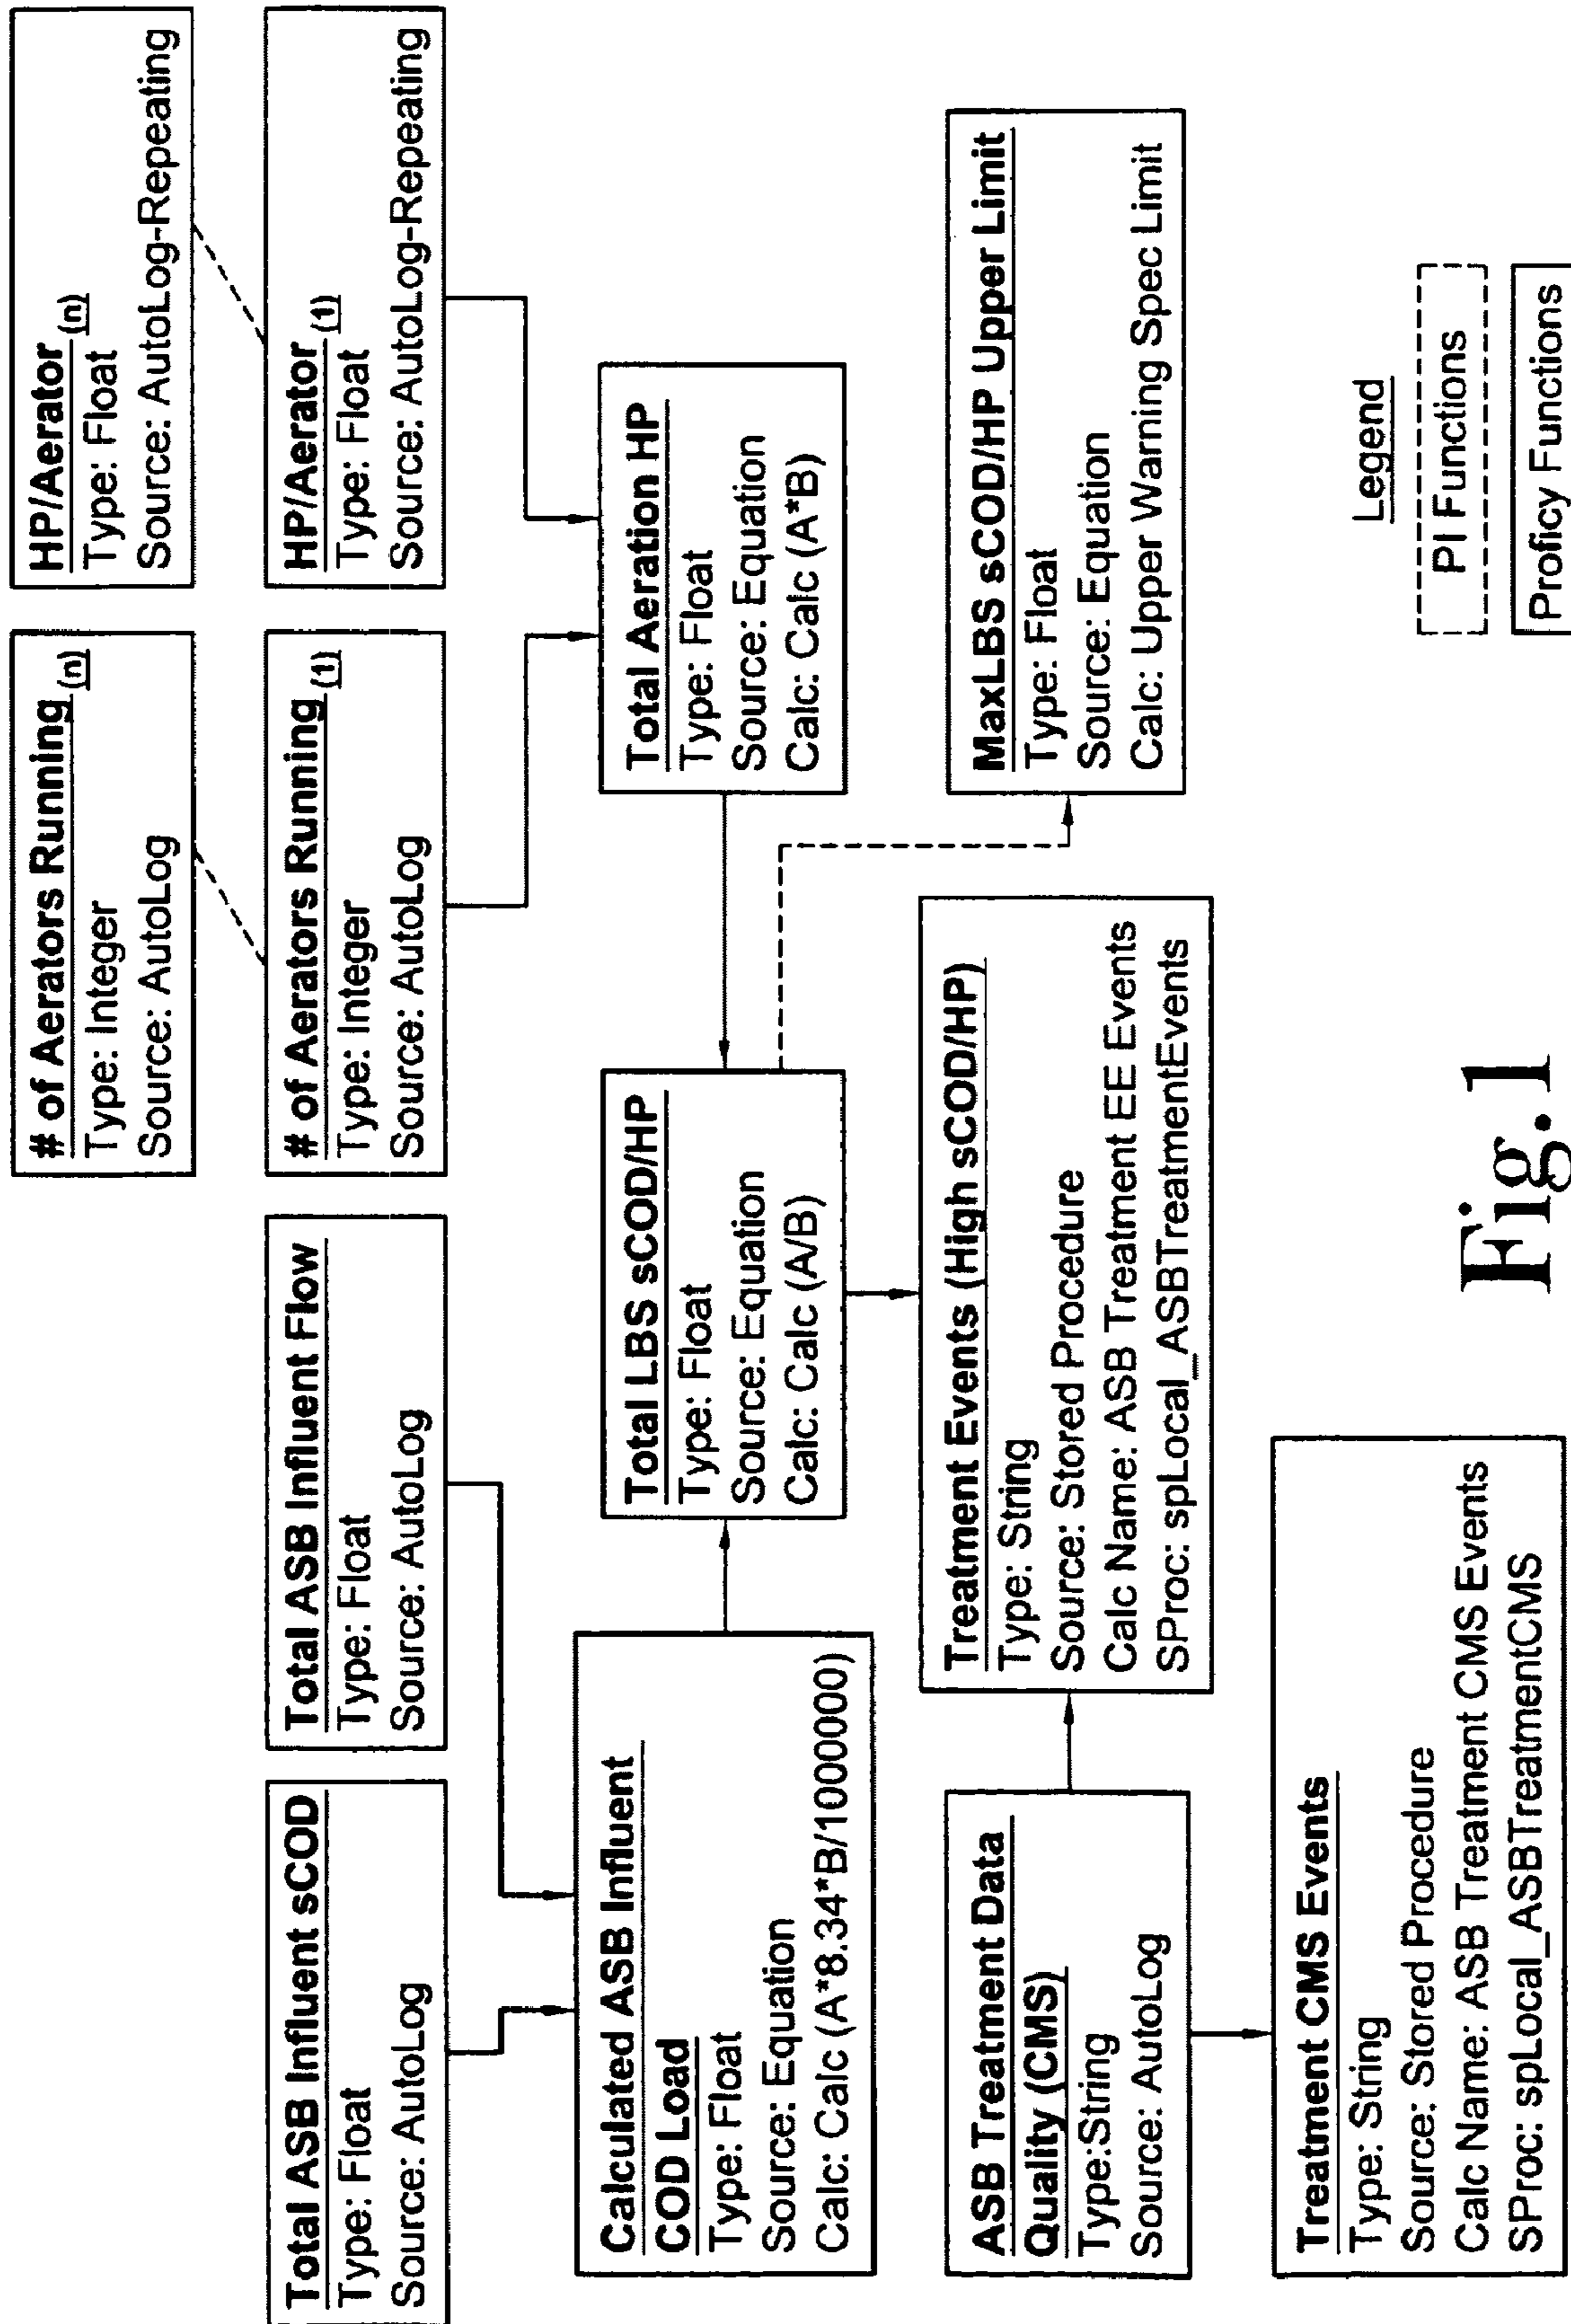 # of Aerators Running(n)
Type: Integer
Source: AutoLog
HP/Aerator(n)
Type: Float
Source: AutoLog-Repeating
Total ASB Influent sCOD
Type: Float
Source: AutoLog
Total ASB Influent Flow
Type: Float
Source: AutoLog
# of Aerators Running(1)
Type: Integer
Source: AutoLog
HP/Aerator(1)
Type: Float
Source: AutoLog-Repeating
Calculated ASB Influent
COD Load
Type: Float
Source: Equation
Calc: Calc (A*8.34*B/1000000)
Total LBS sCOD/HP
Type: Float
Source: Equation
Calc: Calc (A/B)
Total Aeration HP
Type: Float
Source: Equation
Calc: Calc (A*B)
ASB Treatment Data
Quality (CMS)
Type:String
Source: AutoLog
Treatment Events (High sCOD/HP)
Type: String
Source: Stored Procedure
Calc Name: ASB Treatment EE Events
SProc: spLocal_ASBTreatmentEvents
MaxLBS sCOD/HP Upper Limit
Type: Float
Source: Equation
Calc: Upper Warning Spec Limit
Treatment CMS Events
Type: String
Source: Stored Procedure
Calc Name: ASB Treatment CMS Events
SProc: spLocal_ASBTreatmentCMS
Legend
PI Functions
Proficy Functions
Fig.1